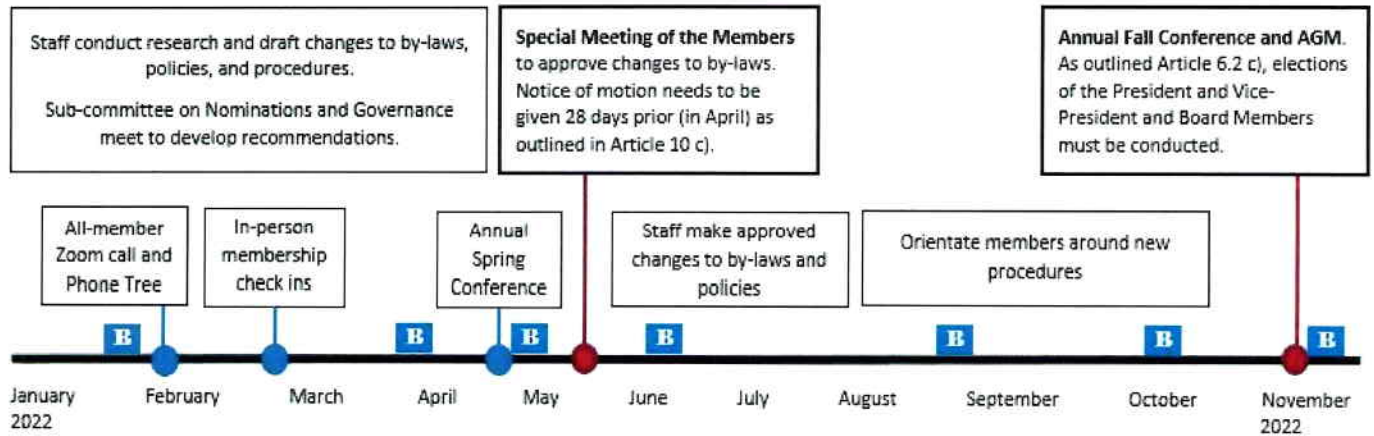 Staff conduct research and draft changes to by-laws,
policies, and procedures.
Sub-committee on Nominations and Governance
meet to develop recommendations.
Special Meeting of the Members
to approve changes to by-laws.
Notice of motion needs to be
given 28 days prior (in April) as
outlined in Article 10 c).
Annual Fall Conference and AGM.
As outlined Article 6.2 c), elections
of the President and Vice-
President and Board Members
must be conducted.
All-member
Zoom call and
Phone Tree
In-person
membership
check ins
Annual
Spring
Conference
Staff make approved
changes to by-laws and
policies
Orientate members around new
procedures
B
B
B
B
B
B
B
January
2022
February
March
April
May
June
July
August
September
October
November
2022